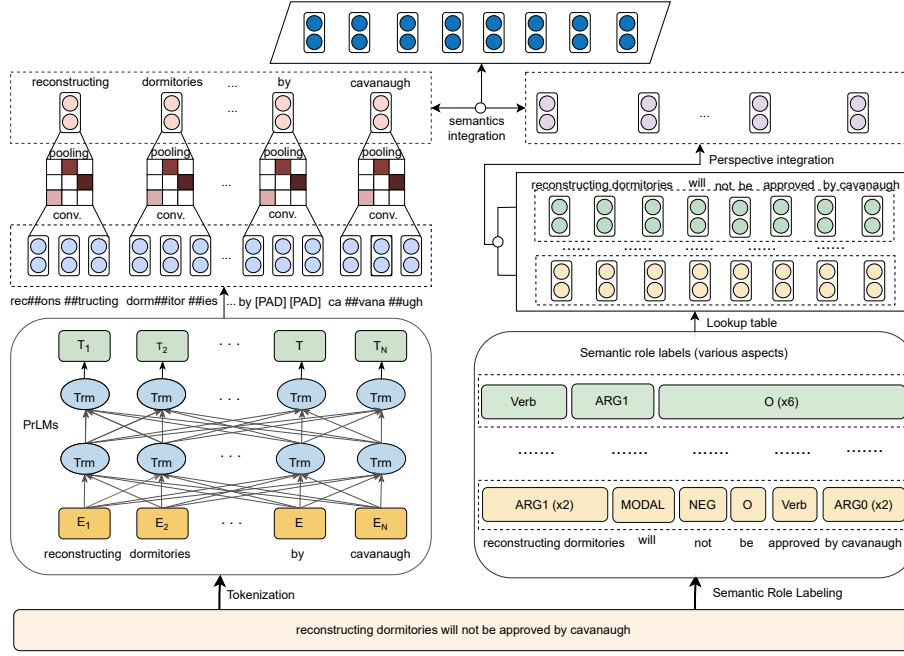 reconstructing dormitories ... by cavanaugh
...
semantics
integration
...
pooling pooling pooling pooling
...
conv. conv. conv. conv.
Perspective integration
reconstructing dormitories will not be approved by cavanaugh
...
...... ...... ......
rec##ons ##tructing dorm##itor ##ies ... by [PAD] [PAD] ca ##vana ##ugh
Lookup table
T1 T2 . . . T TN
Trm Trm . . . Trm Trm
PrLMs
Trm Trm . . . Trm Trm
E1 E2 . . . E EN
reconstructing dormitories by cavanaugh
Semantic role labels (various aspects)
Verb ARG1 O (x6)
....... ....... ...... ...... .......
ARG1 (x2) MODAL NEG O Verb ARG0 (x2)
reconstructing dormitories will not be approved by cavanaugh
Tokenization
Semantic Role Labeling
reconstructing dormitories will not be approved by cavanaugh